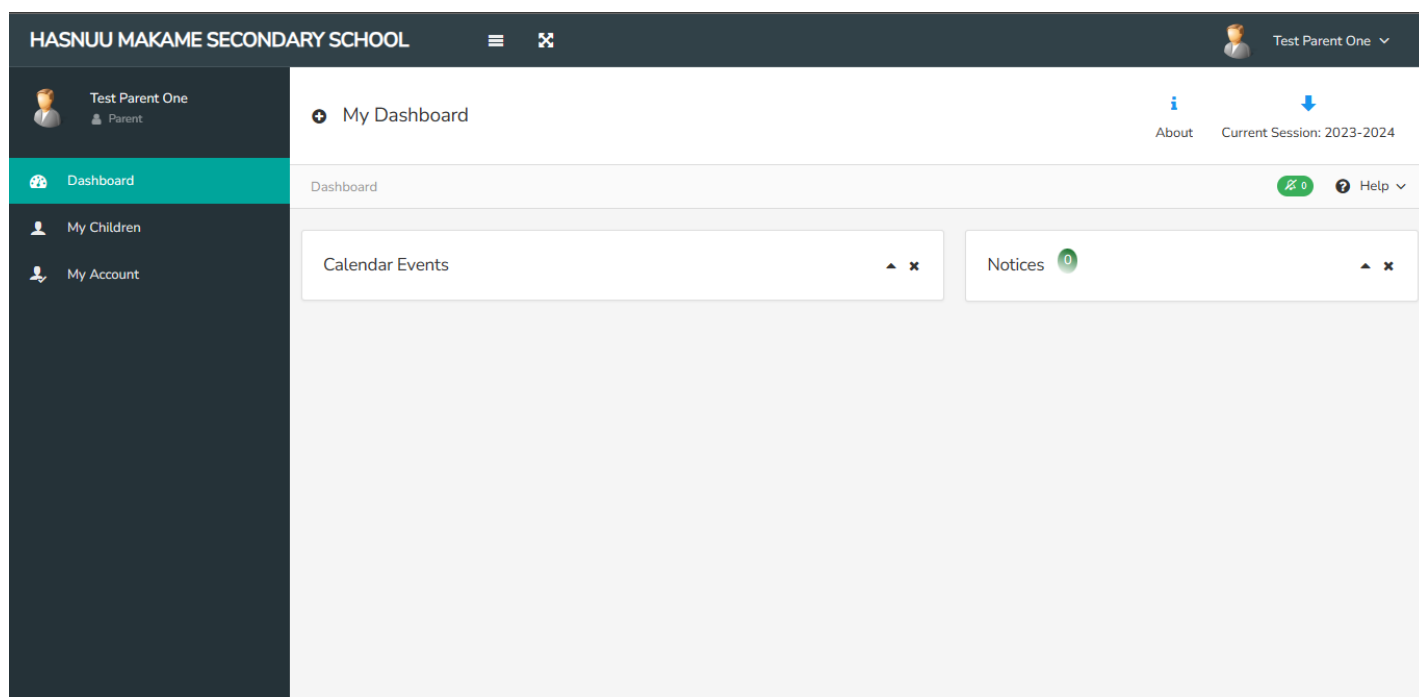 HASNUU MAKAME SECONDARY SCHOOL
Test Parent One
Test Parent One
Parent
My Dashboard
About
Current Session: 2023-2024
Dashboard
Dashboard
0
Help
My Children
My Account
Calendar Events
Notices 0